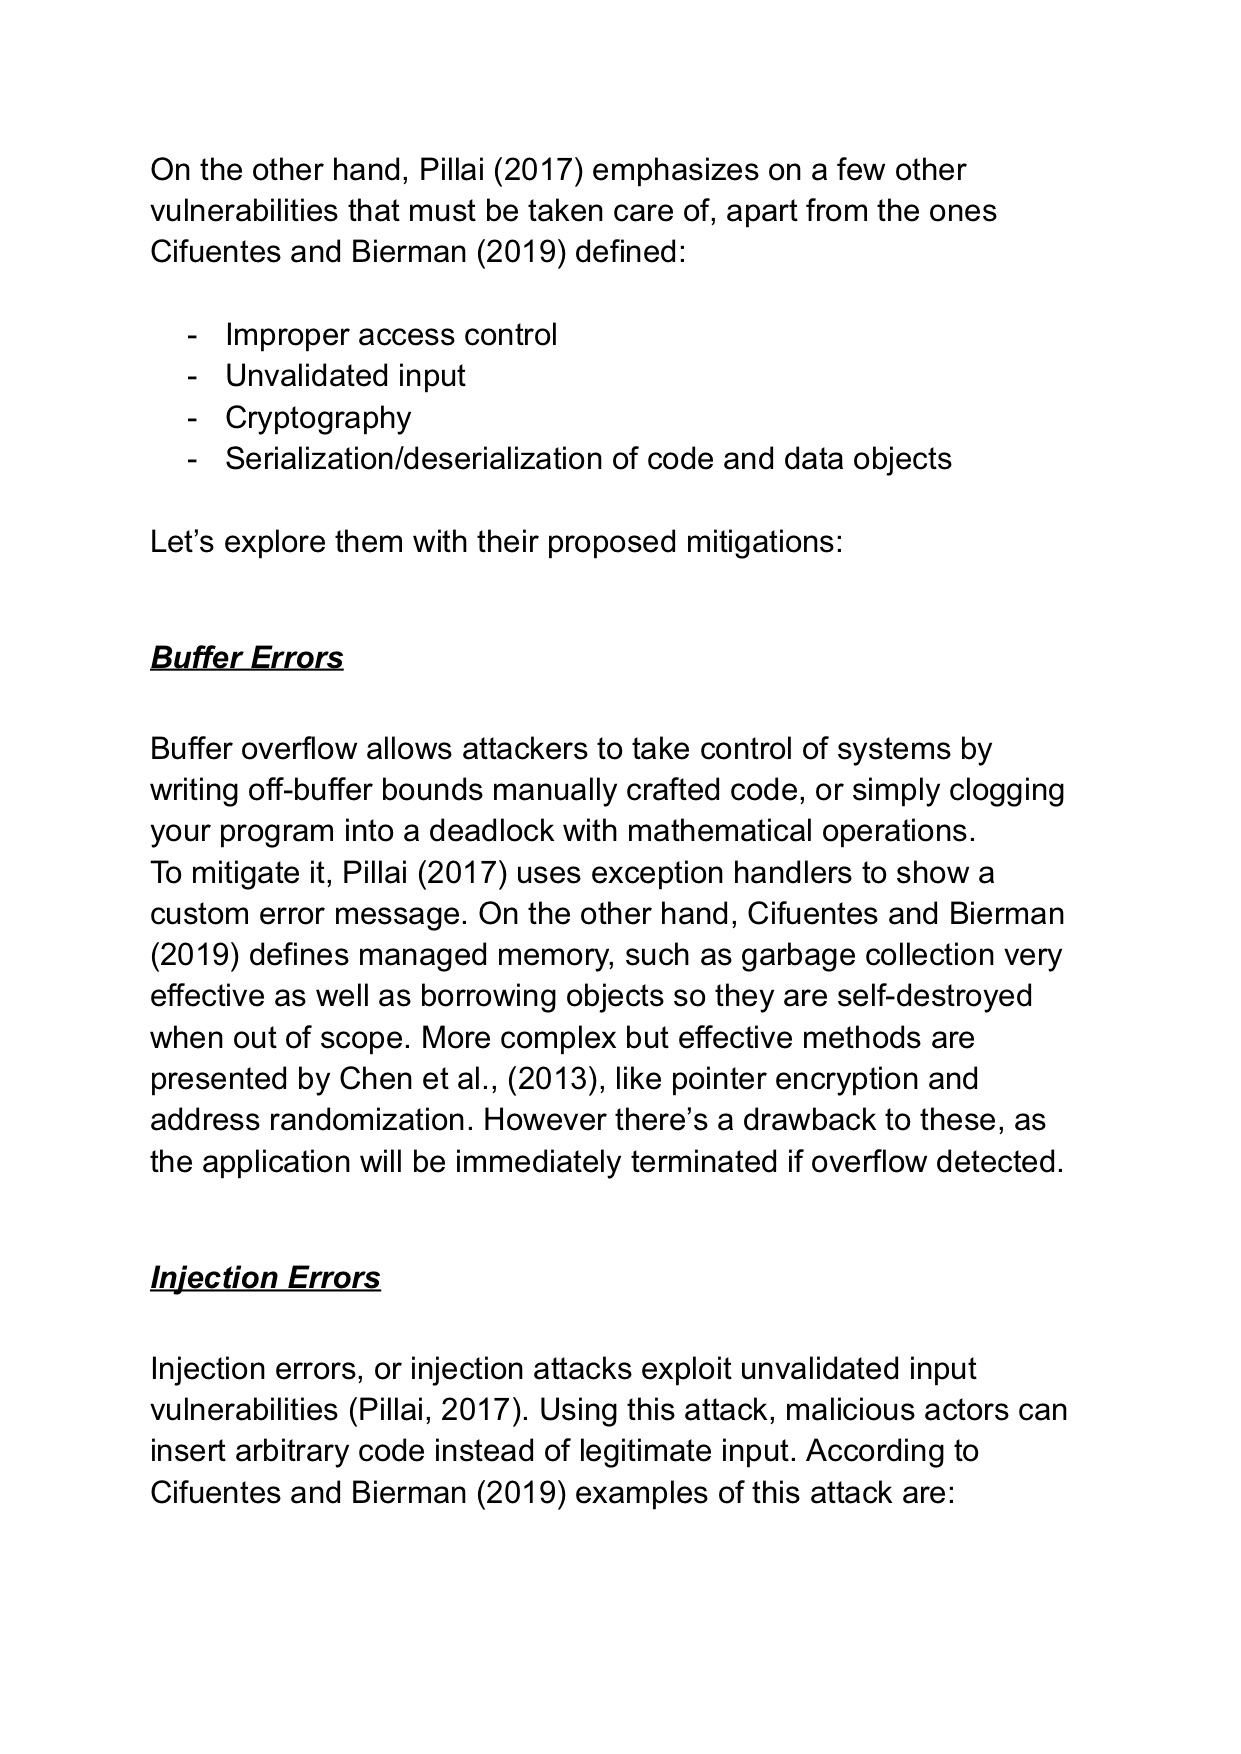 On the other hand, Pillai (2017) emphasizes on a few other
vulnerabilities that must be taken care of, apart from the ones
Cifuentes and Bierman (2019) defined:
- Improper access control
- Unvalidated input
- Cryptography
- Serialization/deserialization of code and data objects
Let’s explore them with their proposed mitigations:
Buffer Errors
Buffer overflow allows attackers to take control of systems by
writing off-buffer bounds manually crafted code, or simply clogging
your program into a deadlock with mathematical operations.
To mitigate it, Pillai (2017) uses exception handlers to show a
custom error message. On the other hand, Cifuentes and Bierman
(2019) defines managed memory, such as garbage collection very
effective as well as borrowing objects so they are self-destroyed
when out of scope. More complex but effective methods are
presented by Chen et al., (2013), like pointer encryption and
address randomization. However there’s a drawback to these, as
the application will be immediately terminated if overflow detected.
Injection Errors
Injection errors, or injection attacks exploit unvalidated input
vulnerabilities (Pillai, 2017). Using this attack, malicious actors can
insert arbitrary code instead of legitimate input. According to
Cifuentes and Bierman (2019) examples of this attack are: